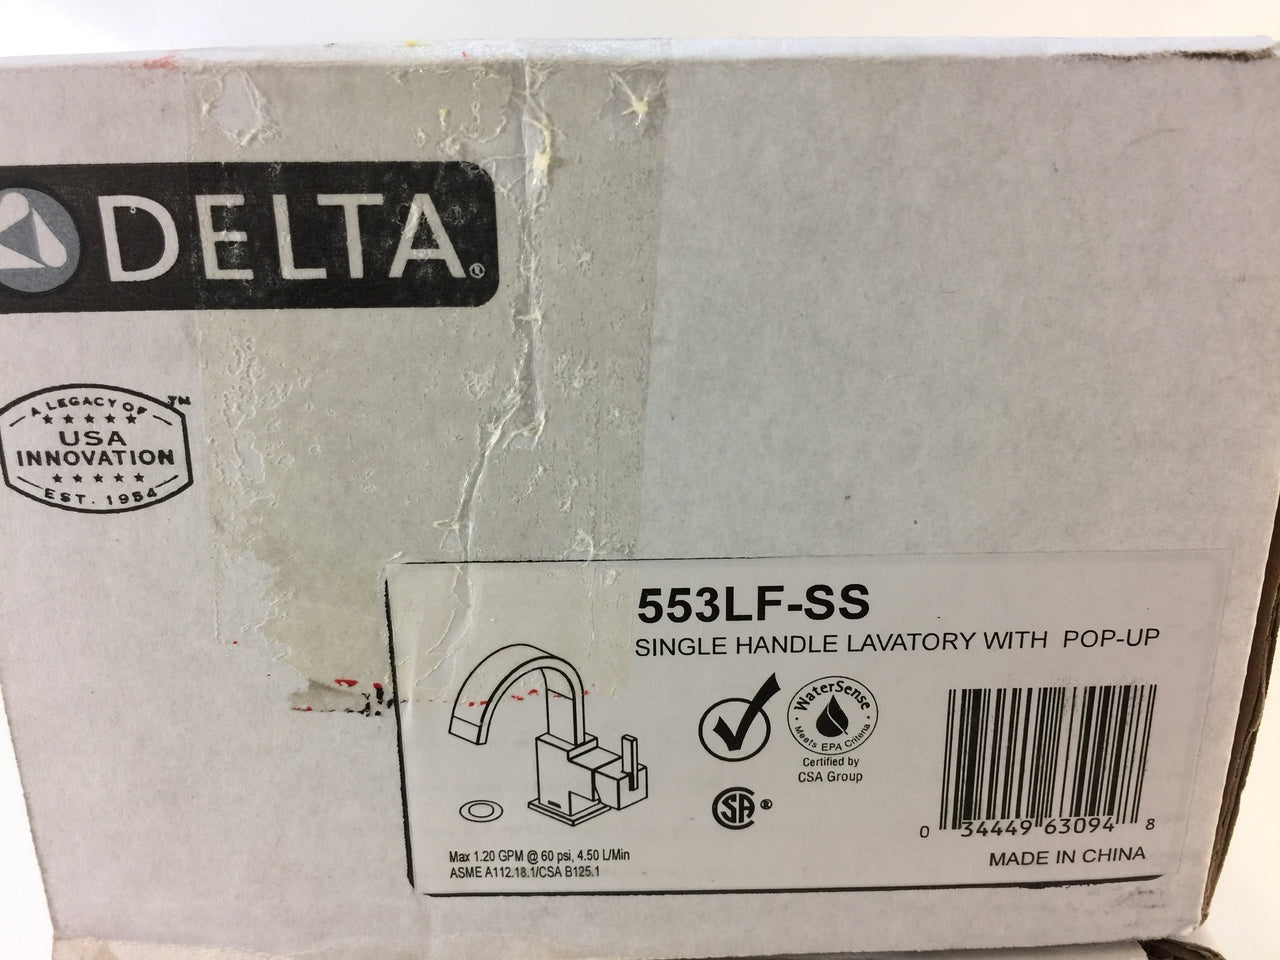 DELTA®
A LEGACY OF ™
USA
INNOVATION
EST. 1954
553LF-SS
SINGLE HANDLE LAVATORY WITH POP-UP
WaterSense
Meets EPA Criteria
Certified by
CSA Group
CSA®
Max 1.20 GPM @ 60 psi, 4.50 L/Min
ASME A112.18.1/CSA B125.1
0 34449 63094 8
MADE IN CHINA